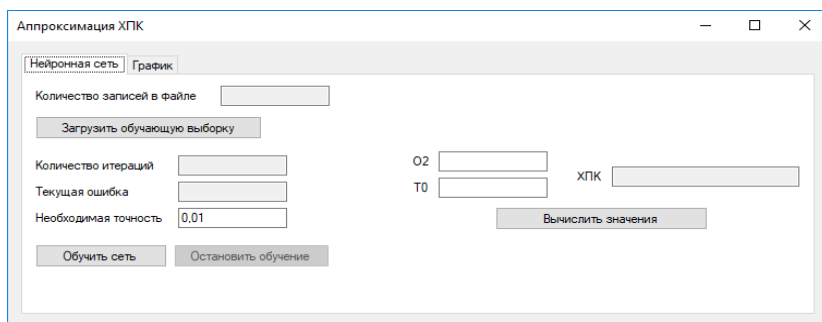 Аппроксимация ХПК
Нейронная сеть График
Количество записей в файле
Загрузить обучающую выборку
Количество итераций
Текущая ошибка
Необходимая точность 0,01
Обучить сеть Остановить обучение
O2
T0
ХПК
Вычислить значения